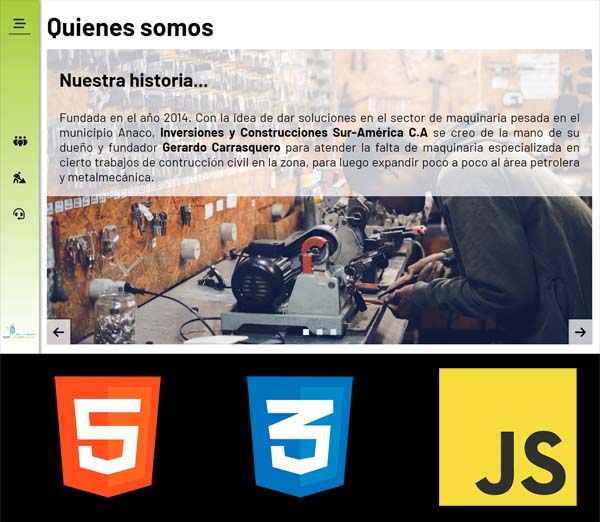 Quienes somos
Nuestra historia...
Fundada en el año 2014. Con la idea de dar soluciones en el sector de maquinaria pesada en el
municipio Anaco, Inversiones y Construcciones Sur-América C.A se creo de la mano de su
dueño y fundador Gerardo Carrasquero para atender la falta de maquinaria especializada en
cierto trabajos de contrucción civil en la zona, para luego expandir poco a poco al área petrolera
y metalmecánica.
5
3
JS